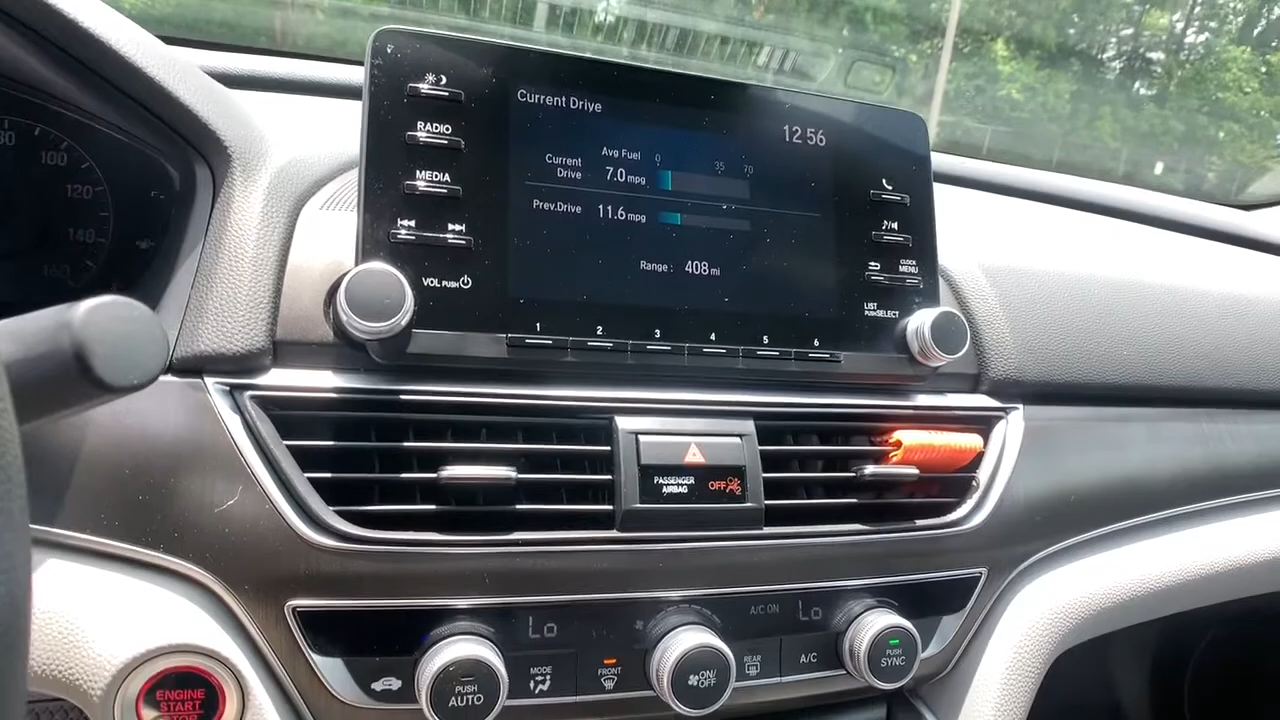 80
100
120
140
160
RADIO
MEDIA
VOL PUSH
Current Drive
12:56
Avg Fuel
0 35 70
Current
Drive
7.0 mpg
Prev.Drive 11.6 mpg
Range : 408 mi
CLOCK
MENU
LIST
PUSH SELECT
1 2 3 4 5 6
PASSENGER
AIRBAG
OFF
2
Lo
A/C ON
Lo
PUSH
AUTO
MODE
FRONT
ON/
OFF
REAR
A/C
PUSH
SYNC
ENGINE
START
STOP